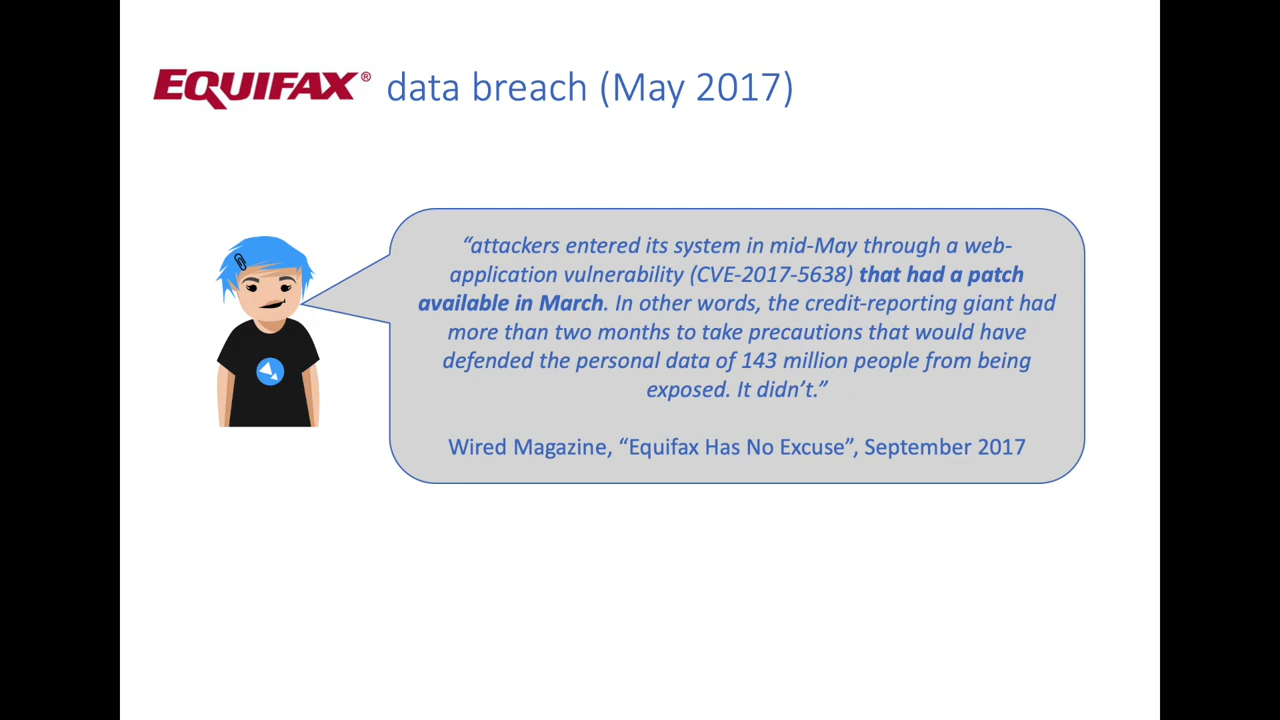 EQUIFAX® data breach (May 2017)
“attackers entered its system in mid-May through a web-
application vulnerability (CVE-2017-5638) that had a patch
available in March. In other words, the credit-reporting giant had
more than two months to take precautions that would have
defended the personal data of 143 million people from being
exposed. It didn’t.”
Wired Magazine, “Equifax Has No Excuse”, September 2017